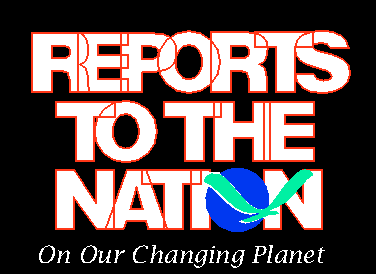 REPORTS
TO THE
NATION
On Our Changing Planet